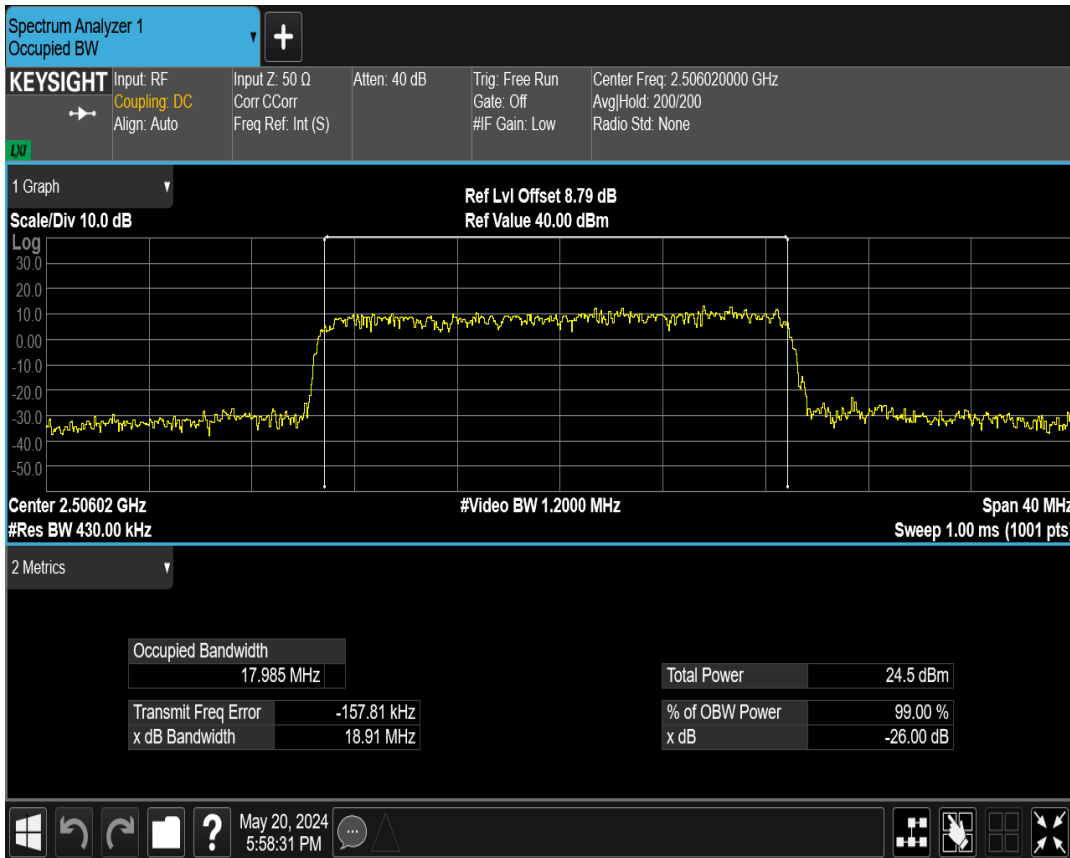 Spectrum Analyzer 1
Occupied BW
KEYSIGHT
LXI
Input: RF
Coupling: DC
Align: Auto
Input Z: 50 Ω
Corr CCorr
Freq Ref: Int (S)
Atten: 40 dB
Trig: Free Run
Gate: Off
#IF Gain: Low
Center Freq: 2.506020000 GHz
Avg|Hold: 200/200
Radio Std: None
1 Graph
Scale/Div 10.0 dB
Ref Lvl Offset 8.79 dB
Ref Value 40.00 dBm
Log
30.0
20.0
10.0
0.00
-10.0
-20.0
-30.0
-40.0
-50.0
Center 2.50602 GHz
#Video BW 1.2000 MHz
Span 40 MHz
#Res BW 430.00 kHz
Sweep 1.00 ms (1001 pts)
2 Metrics
Occupied Bandwidth
17.985 MHz
Total Power 24.5 dBm
Transmit Freq Error -157.81 kHz
% of OBW Power 99.00 %
x dB Bandwidth 18.91 MHz
x dB -26.00 dB
?
May 20, 2024
5:58:31 PM